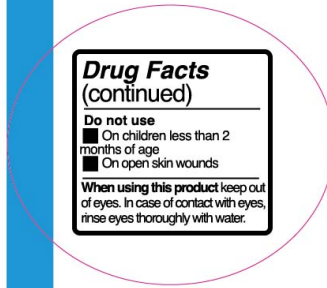 Drug Facts
(continued)
Do not use
■ On children less than 2
months of age
■ On open skin wounds
When using this product keep out
of eyes. In case of contact with eyes,
rinse eyes thoroughly with water.